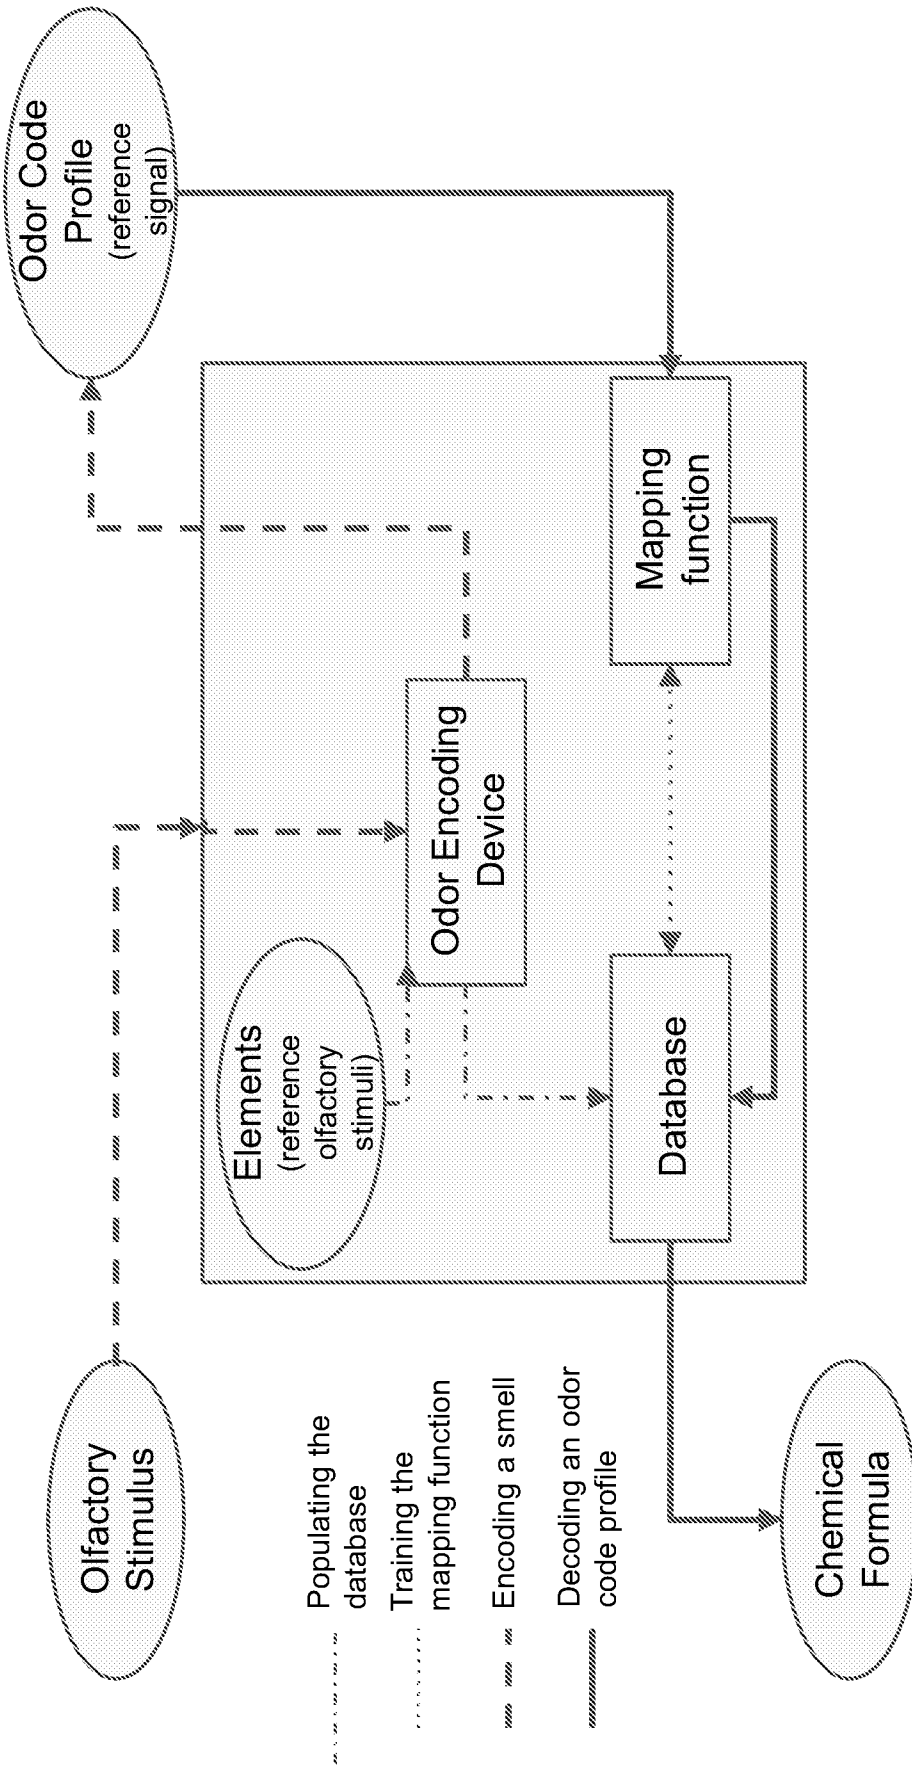 Olfactory
Stimulus
Odor Code
Profile
(reference
signal)
Elements
(reference
olfactory
stimuli)
Odor Encoding
Device
Database
Mapping
function
Populating the
database
Training the
mapping function
Encoding a smell
Decoding an odor
code profile
Chemical
Formula